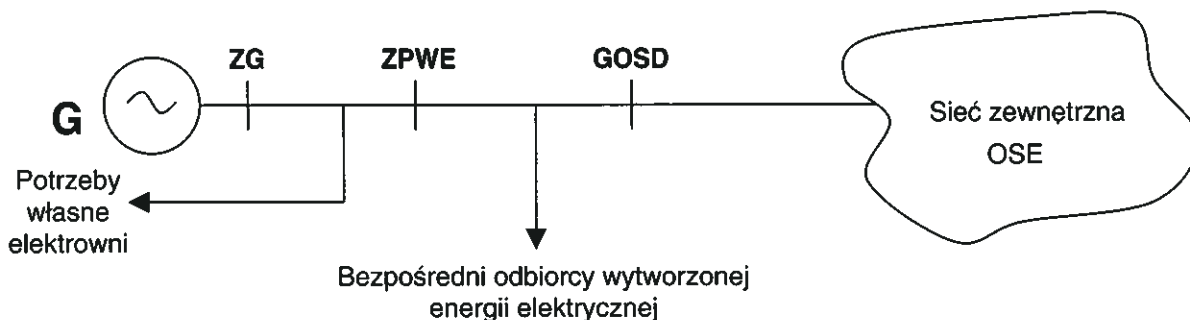 ZG
ZPWE
GOSD
G
Sieć zewnętrzna
OSE
Potrzeby
własne
elektrowni
Bezpośredni odbiorcy wytworzonej
energii elektrycznej